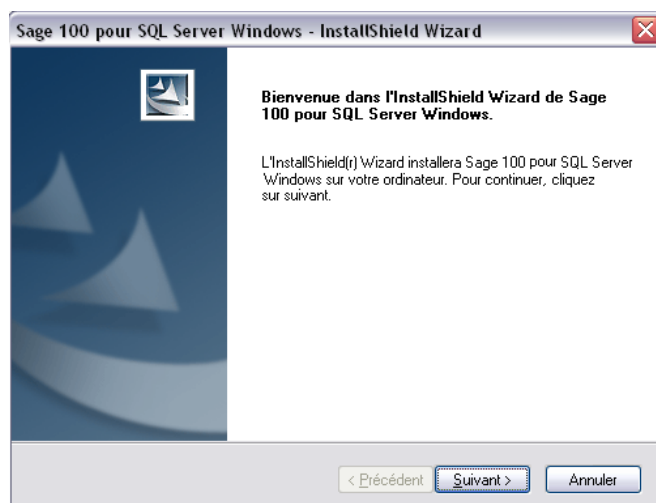 Sage 100 pour SQL Server Windows - InstallShield Wizard
Bienvenue dans l'InstallShield Wizard de Sage
100 pour SQL Server Windows.
L'InstallShield(r) Wizard installera Sage 100 pour SQL Server
Windows sur votre ordinateur. Pour continuer, cliquez
sur suivant.
< Précédent Suivant > Annuler